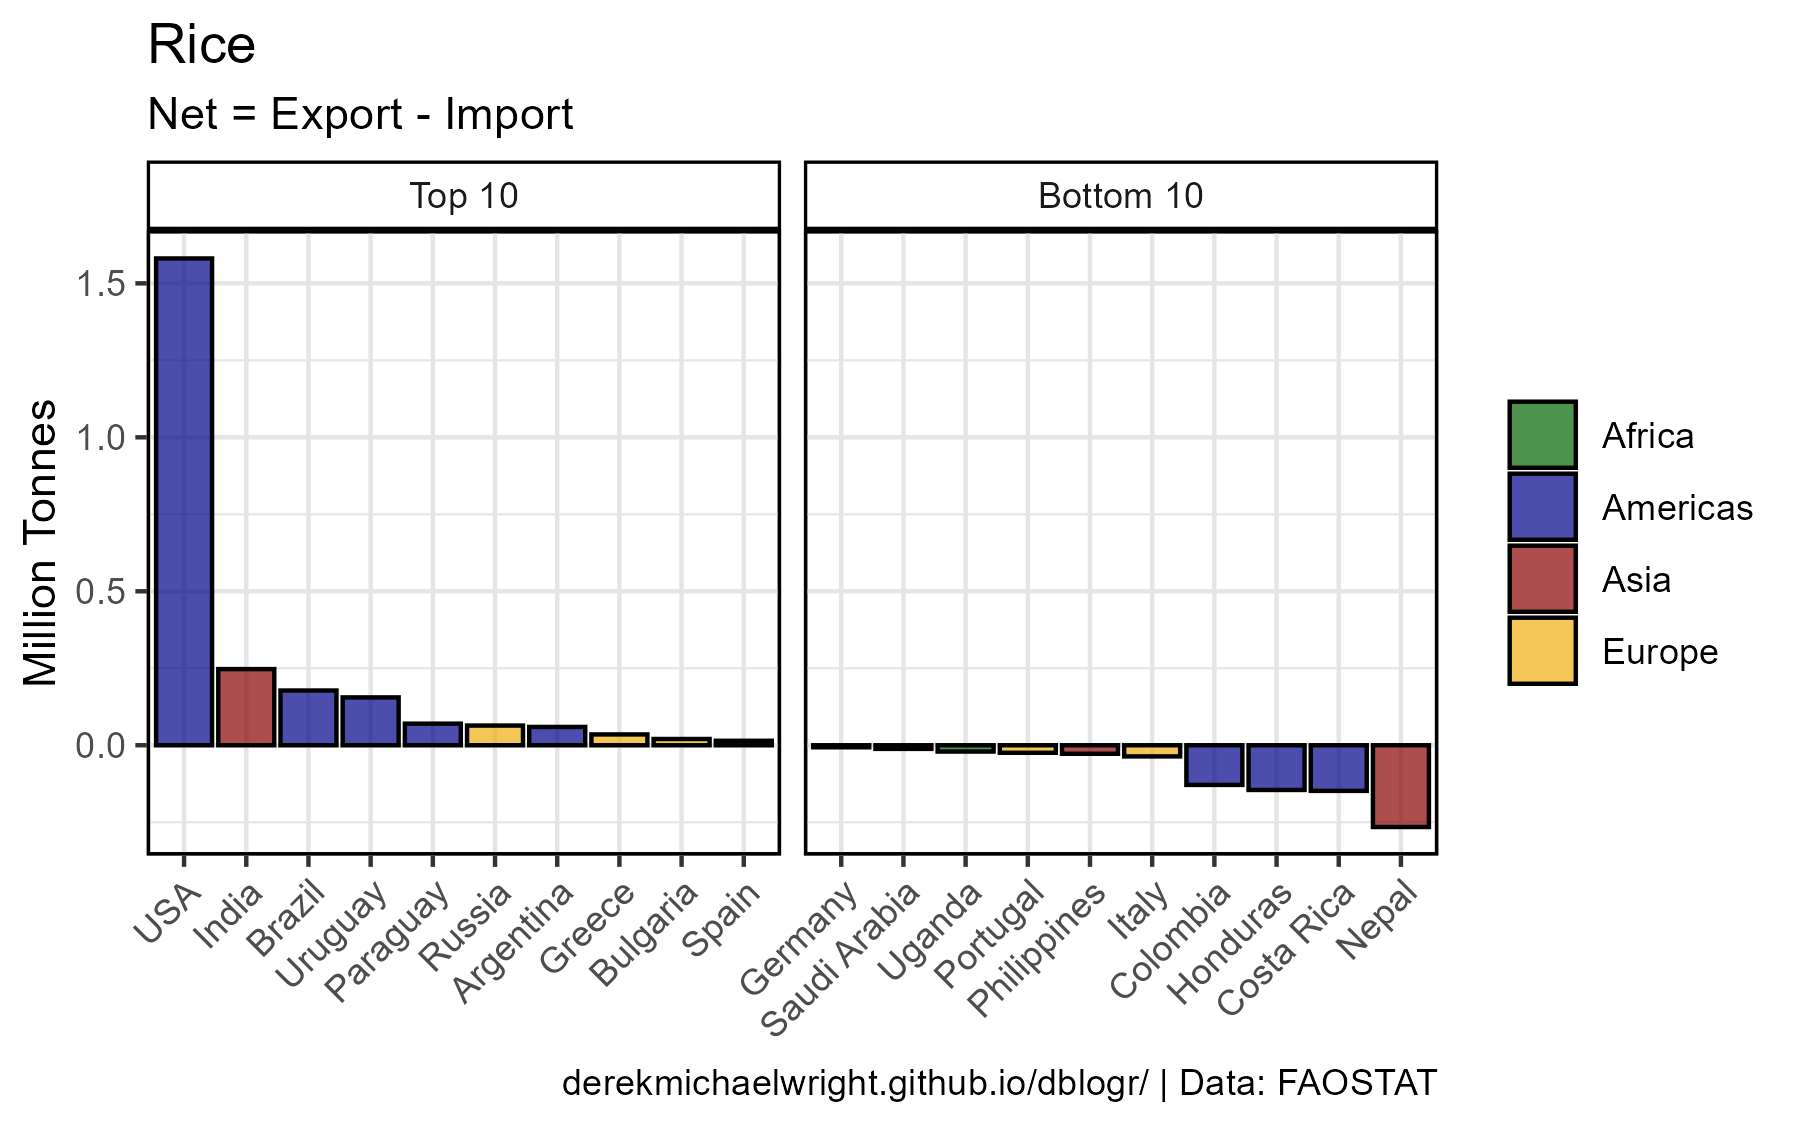 Rice
Net = Export - Import
Top 10
Bottom 10
Million Tonnes
1.5
1.0
0.5
0.0
USA
India
Brazil
Uruguay
Paraguay
Russia
Argentina
Greece
Bulgaria
Spain
Germany
Saudi Arabia
Uganda
Portugal
Philippines
Italy
Colombia
Honduras
Costa Rica
Nepal
Africa
Americas
Asia
Europe
derekmichaelwright.github.io/dblogr/ | Data: FAOSTAT